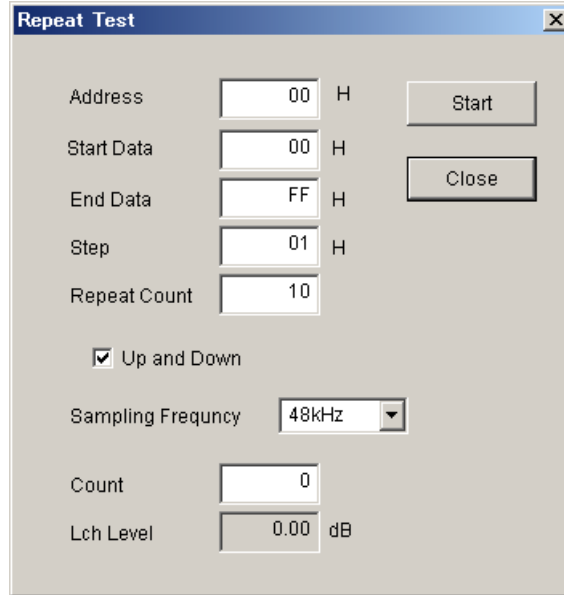 Repeat Test
Address 00 H
Start
Start Data 00 H
Close
End Data FF H
Step 01 H
Repeat Count 10
Up and Down
Sampling Frequncy 48kHz
Count 0
Lch Level 0.00 dB